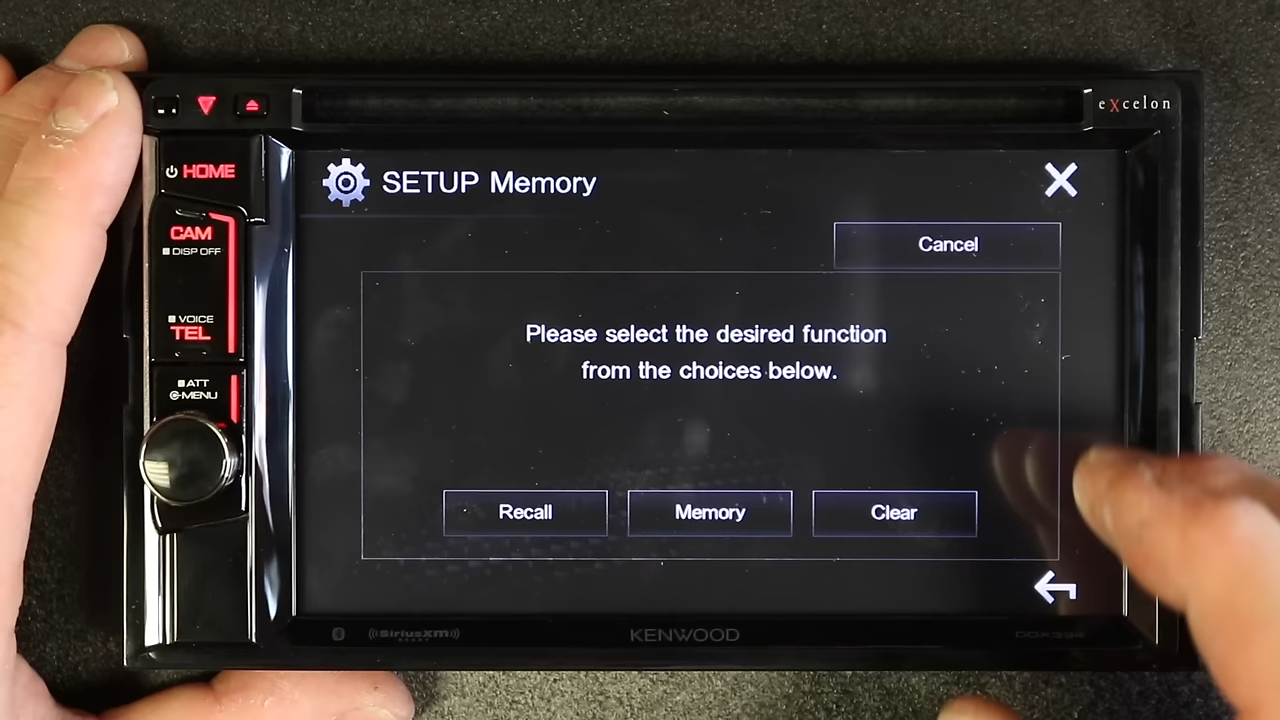 eXcelon
HOME
SETUP Memory
CAM
DISP OFF
Cancel
VOICE
TEL
Please select the desired function
from the choices below.
ATT
MENU
Recall
Memory
Clear
((SiriusXM))
READY
KENWOOD